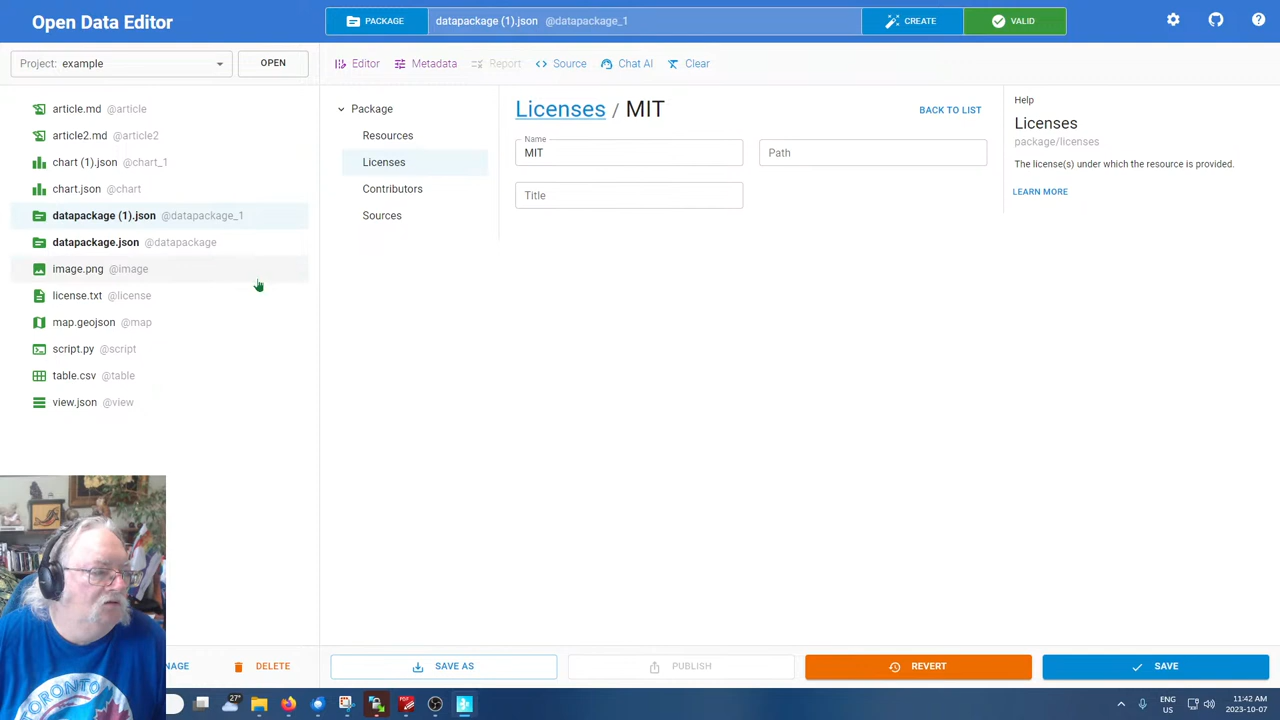 Open Data Editor
PACKAGE
datapackage (1).json @datapackage_1
CREATE
VALID
Project: example
OPEN
Editor
Metadata
Report
Source
Chat AI
Clear
article.md @article
article2.md @article2
chart (1).json @chart_1
chart.json @chart
datapackage (1).json @datapackage_1
datapackage.json @datapackage
image.png @image
license.txt @license
map.geojson @map
script.py @script
table.csv @table
view.json @view
Package
Resources
Licenses
Contributors
Sources
Licenses / MIT
BACK TO LIST
Name
MIT
Path
Title
Help
Licenses
package/licenses
The license(s) under which the resource is provided.
LEARN MORE
NAGE
DELETE
SAVE AS
PUBLISH
REVERT
SAVE
TORONTO
27°
ENG
US
11:42 AM
2023-10-07